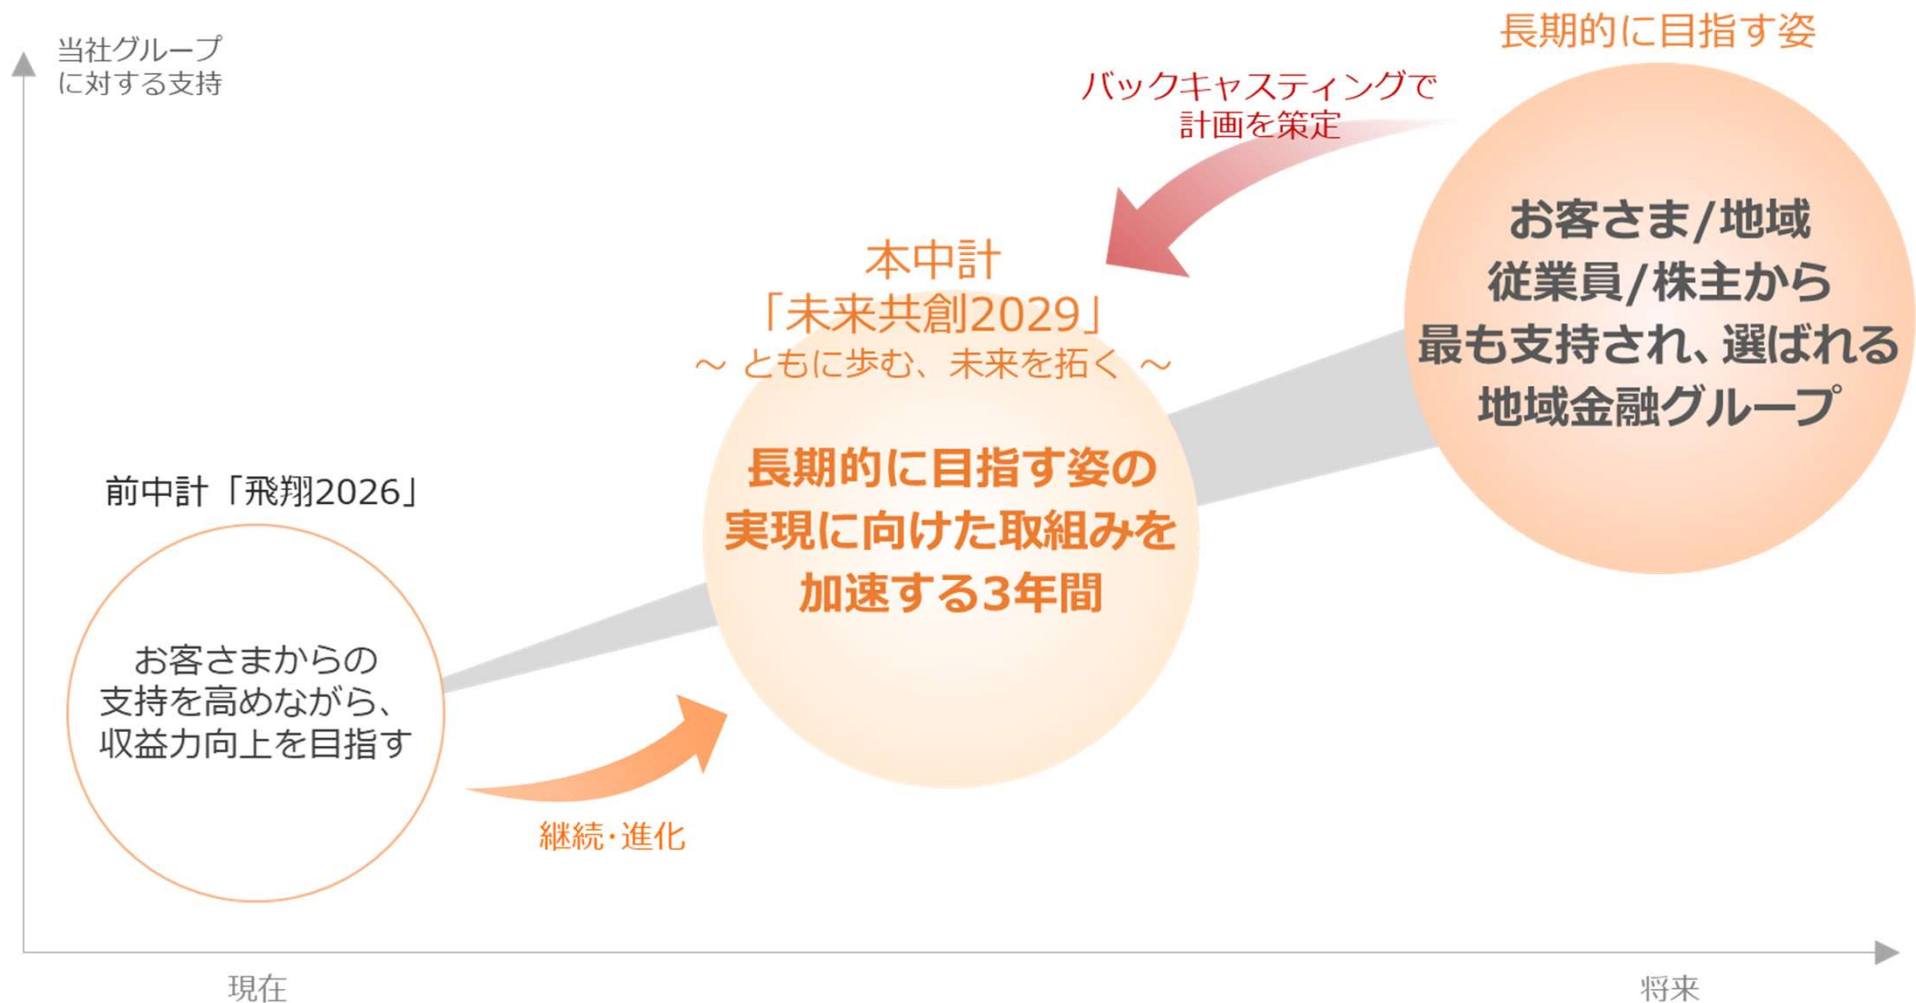 当社グループ
に対する支持
長期的に目指す姿
バックキャスティングで
計画を策定
お客さま/地域
従業員/株主から
最も支持され、選ばれる
地域金融グループ
本中計
「未来共創2029」
～ ともに歩む、未来を拓く ～
長期的に目指す姿の
実現に向けた取組みを
加速する3年間
前中計「飛翔2026」
お客さまからの
支持を高めながら、
収益力向上を目指す
継続･進化
現在
将来